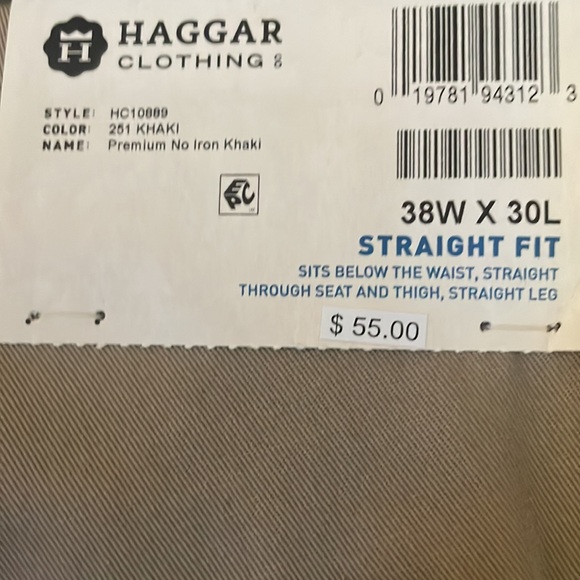 HAGGAR
CLOTHING CO
STYLE: HC10889
COLOR: 251 KHAKI
NAME: Premium No Iron Khaki
0 19781 94312 3
EPC
38W X 30L
STRAIGHT FIT
SITS BELOW THE WAIST, STRAIGHT
THROUGH SEAT AND THIGH, STRAIGHT LEG
$ 55.00